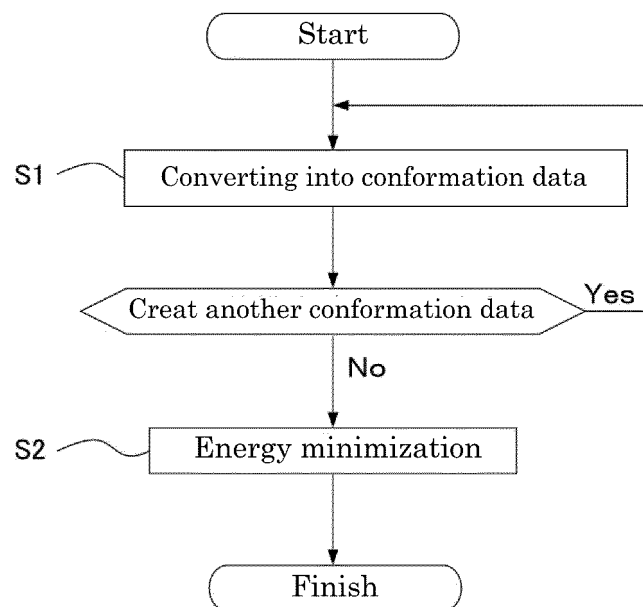 Start
S1
Converting into conformation data
Creat another conformation data
Yes
No
S2
Energy minimization
Finish